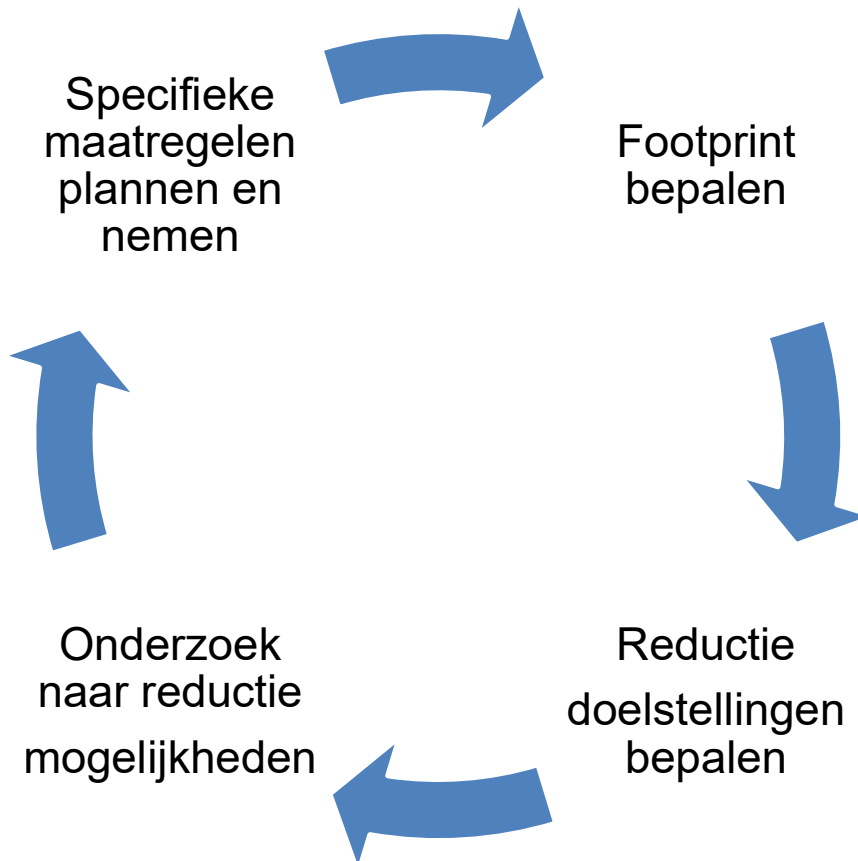 Specifieke
maatregelen
plannen en
nemen
Footprint
bepalen
Reductie
doelstellingen
bepalen
Onderzoek
naar reductie
mogelijkheden